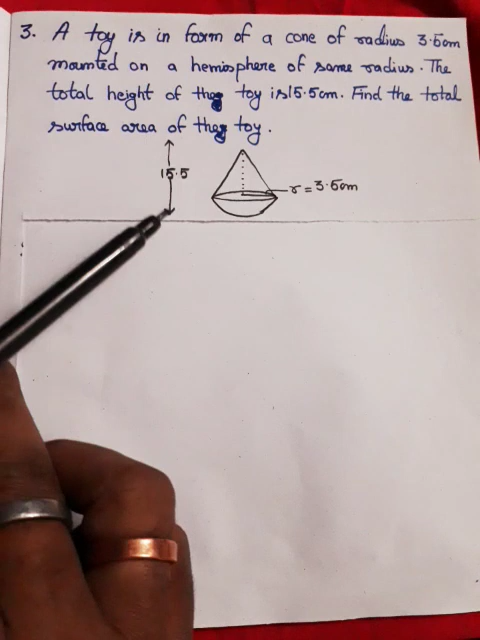 3. A toy is in form of a cone of radius 3.5cm
mounted on a hemisphere of same radius. The
total height of the toy is 15.5cm. Find the total
surface area of the toy.
15.5
r = 3.5cm